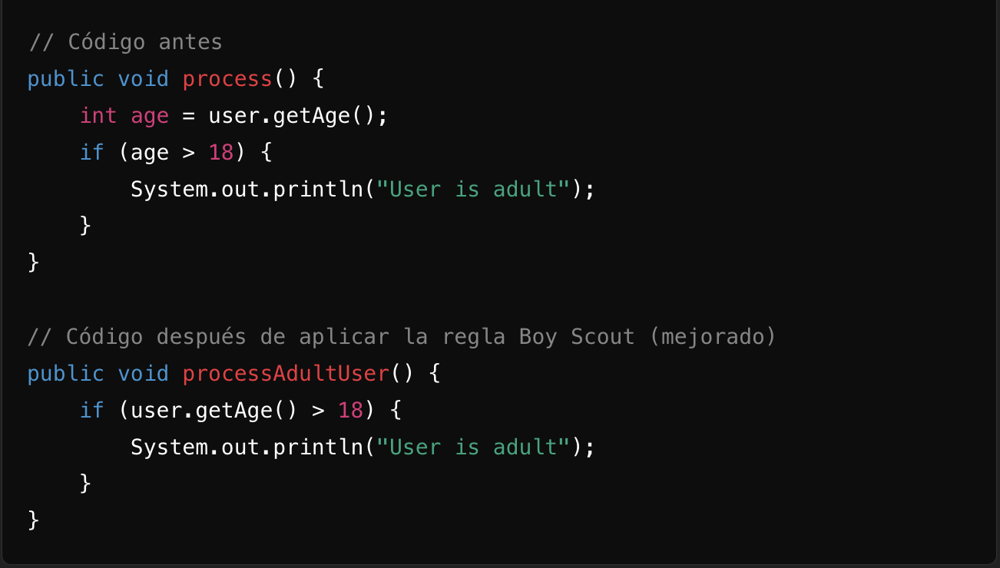 // Código antes
public void process() {
    int age = user.getAge();
    if (age > 18) {
        System.out.println("User is adult");
    }
}

// Código después de aplicar la regla Boy Scout (mejorado)
public void processAdultUser() {
    if (user.getAge() > 18) {
        System.out.println("User is adult");
    }
}